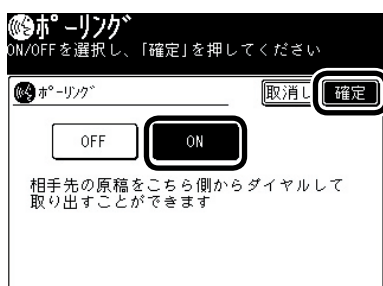 ポーリング
ON/OFFを選択し、「確定」を押してください
ポーリング
取消し 確定
OFF ON
相手先の原稿をこちら側からダイヤルして
取り出すことができます